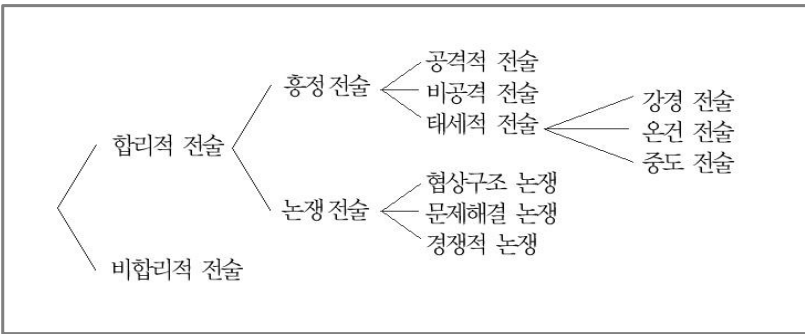 합리적 전술
비합리적 전술
흥정 전술
논쟁 전술
공격적 전술
비공격 전술
태세적 전술
협상구조 논쟁
문제해결 논쟁
경쟁적 논쟁
강경 전술
온건 전술
중도 전술